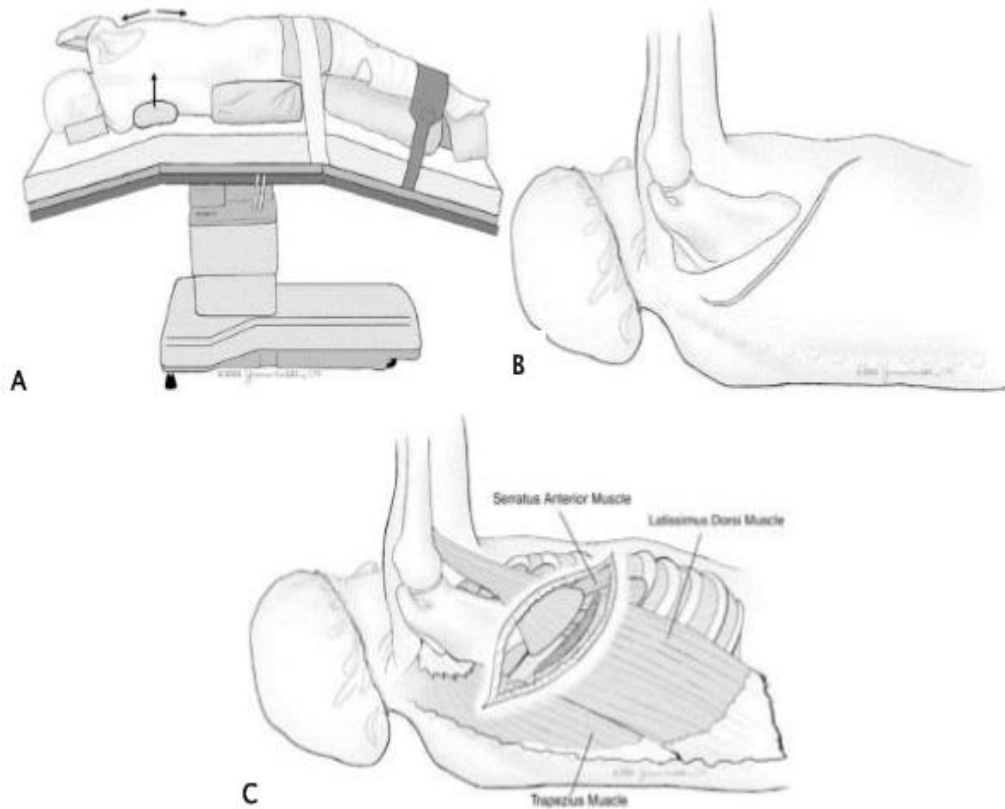 A
B
Serratus Anterior Muscle
Latissimus Dorsi Muscle
C
Trapezius Muscle